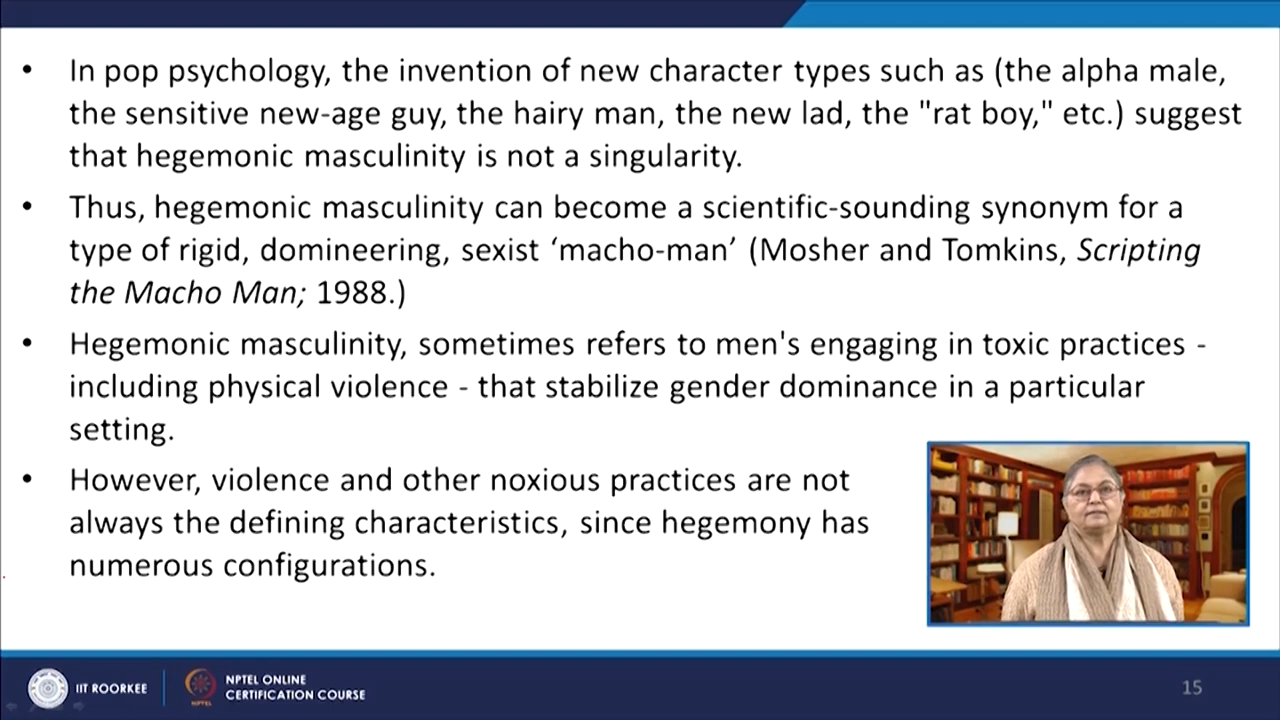 • In pop psychology, the invention of new character types such as (the alpha male,
the sensitive new-age guy, the hairy man, the new lad, the "rat boy," etc.) suggest
that hegemonic masculinity is not a singularity.
• Thus, hegemonic masculinity can become a scientific-sounding synonym for a
type of rigid, domineering, sexist ‘macho-man’ (Mosher and Tomkins, Scripting
the Macho Man; 1988.)
• Hegemonic masculinity, sometimes refers to men's engaging in toxic practices -
including physical violence - that stabilize gender dominance in a particular
setting.
• However, violence and other noxious practices are not
always the defining characteristics, since hegemony has
numerous configurations.
IIT ROORKEE
NPTEL
NPTEL ONLINE
CERTIFICATION COURSE
15